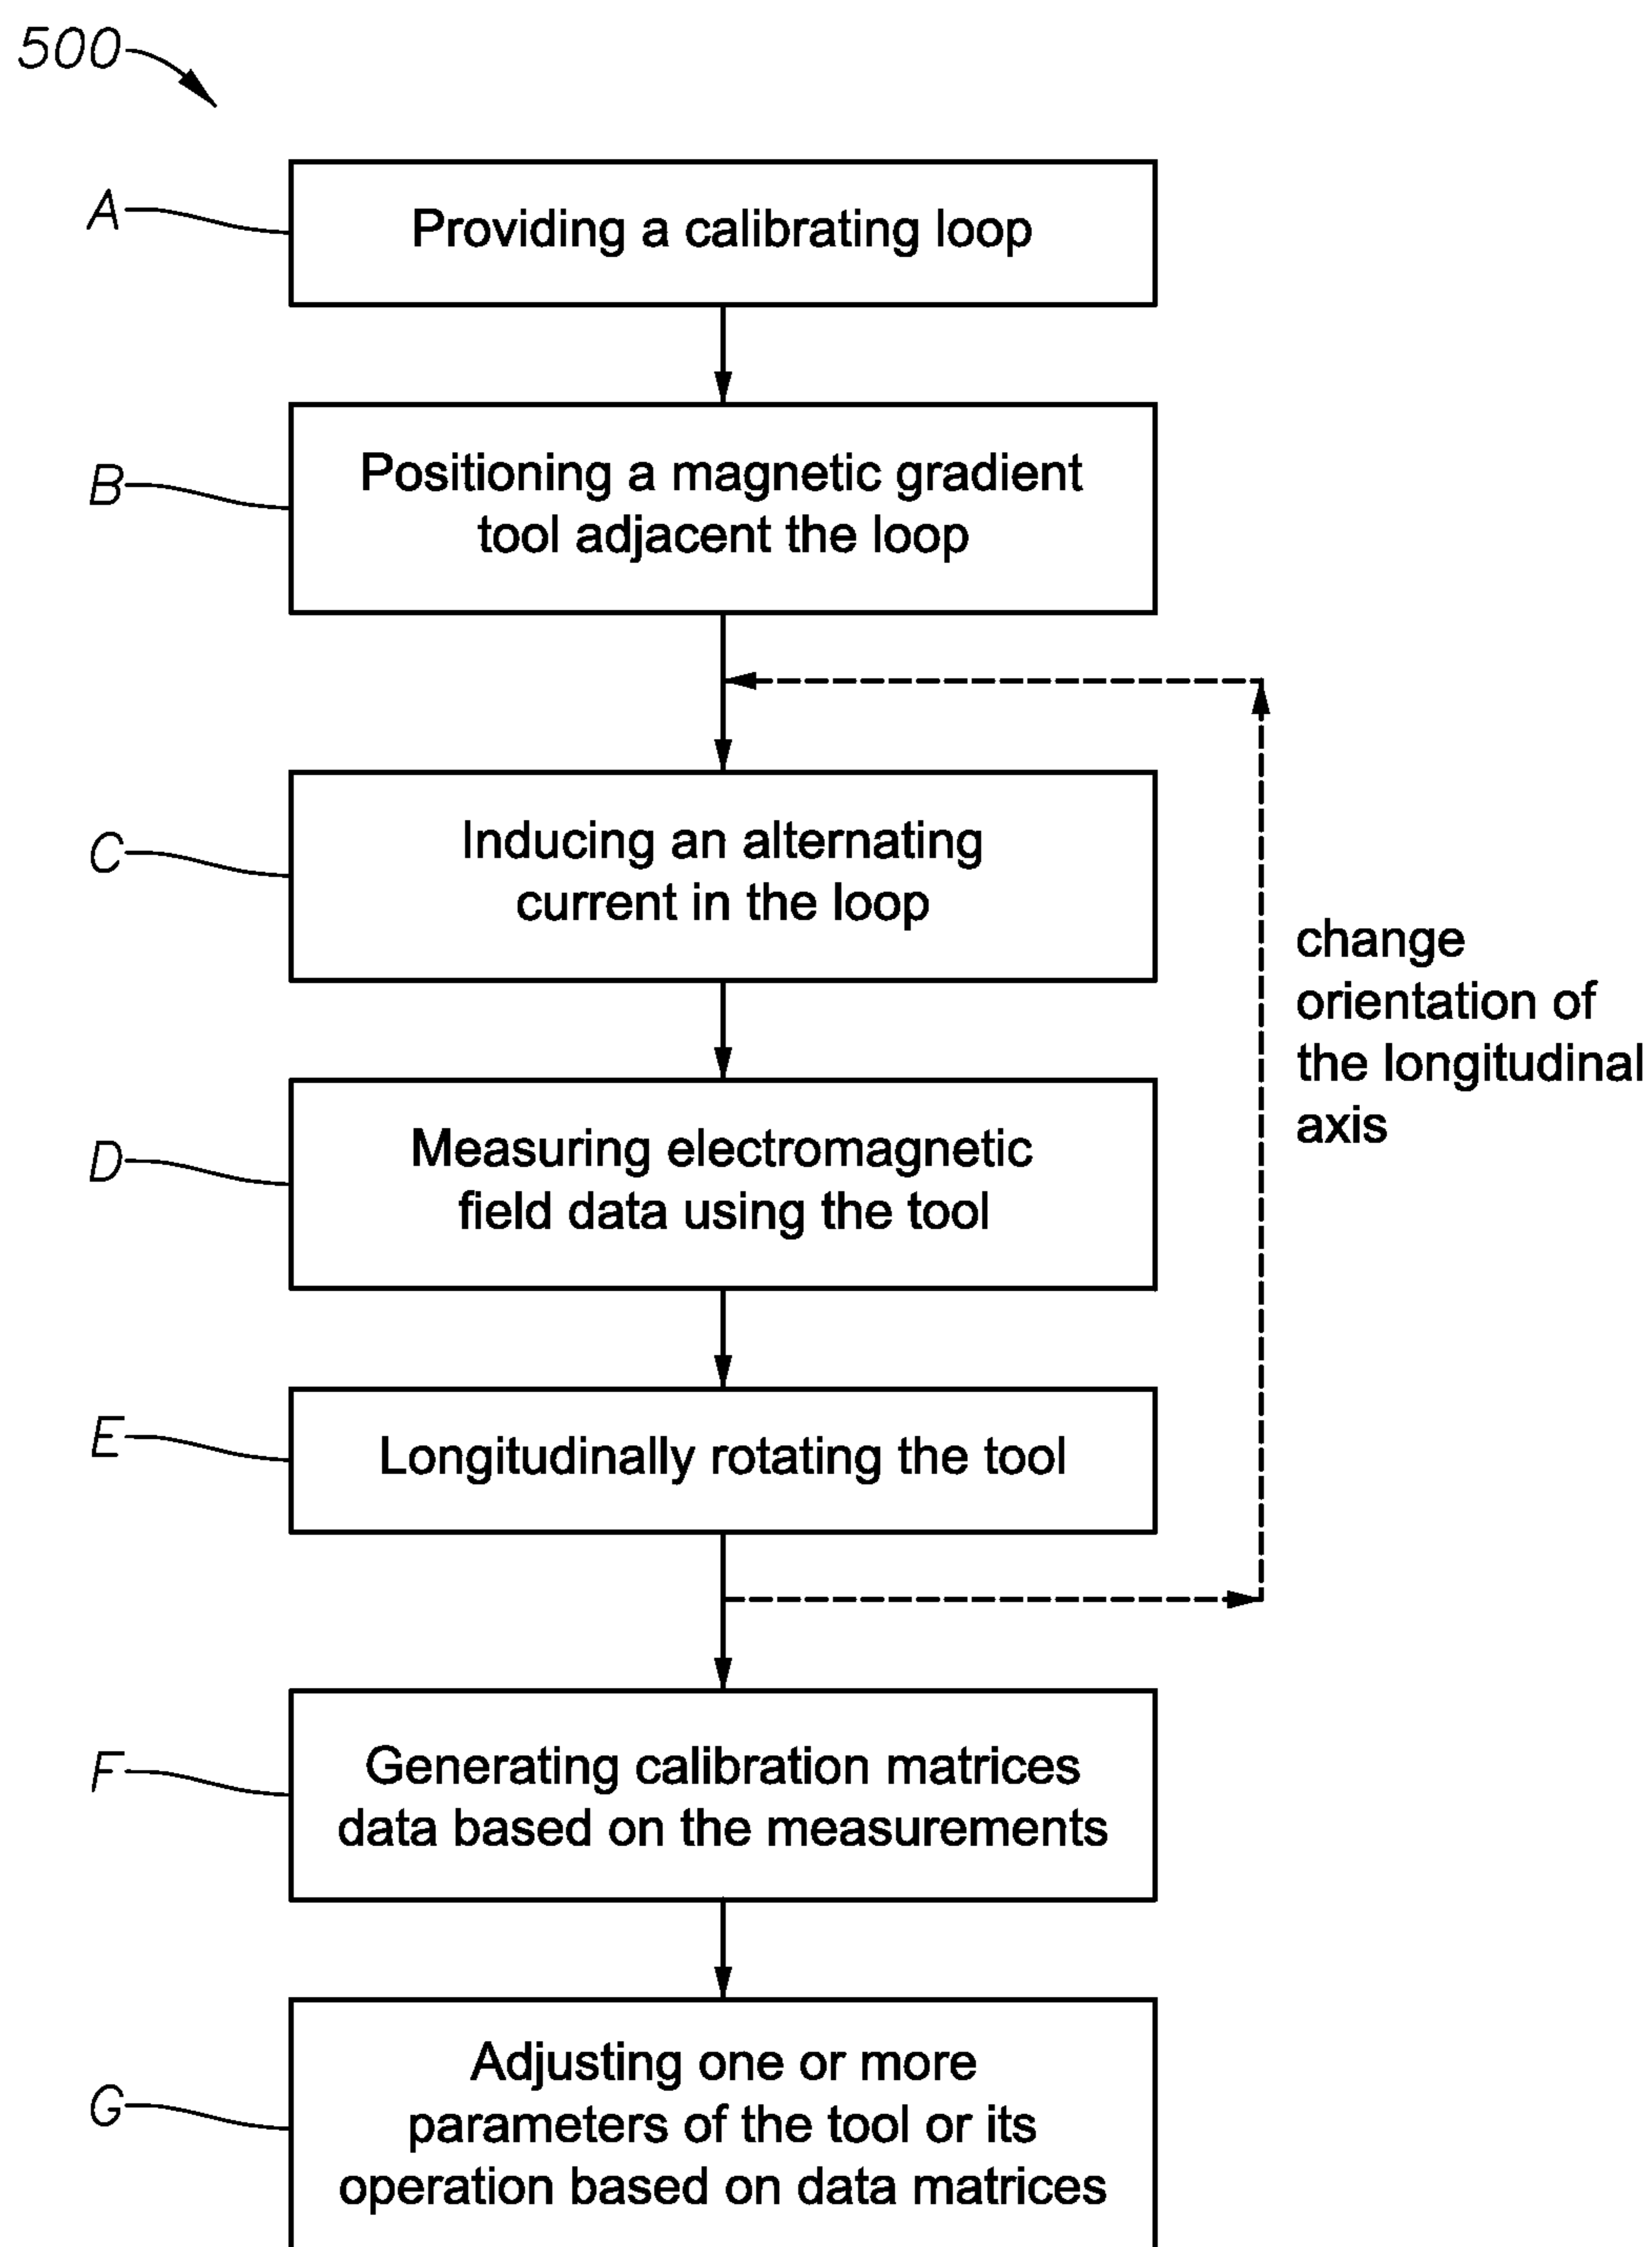 500
A
Providing a calibrating loop
B
Positioning a magnetic gradient
tool adjacent the loop
C
Inducing an alternating
current in the loop
change
orientation of
the longitudinal
axis
D
Measuring electromagnetic
field data using the tool
E
Longitudinally rotating the tool
F
Generating calibration matrices
data based on the measurements
G
Adjusting one or more
parameters of the tool or its
operation based on data matrices